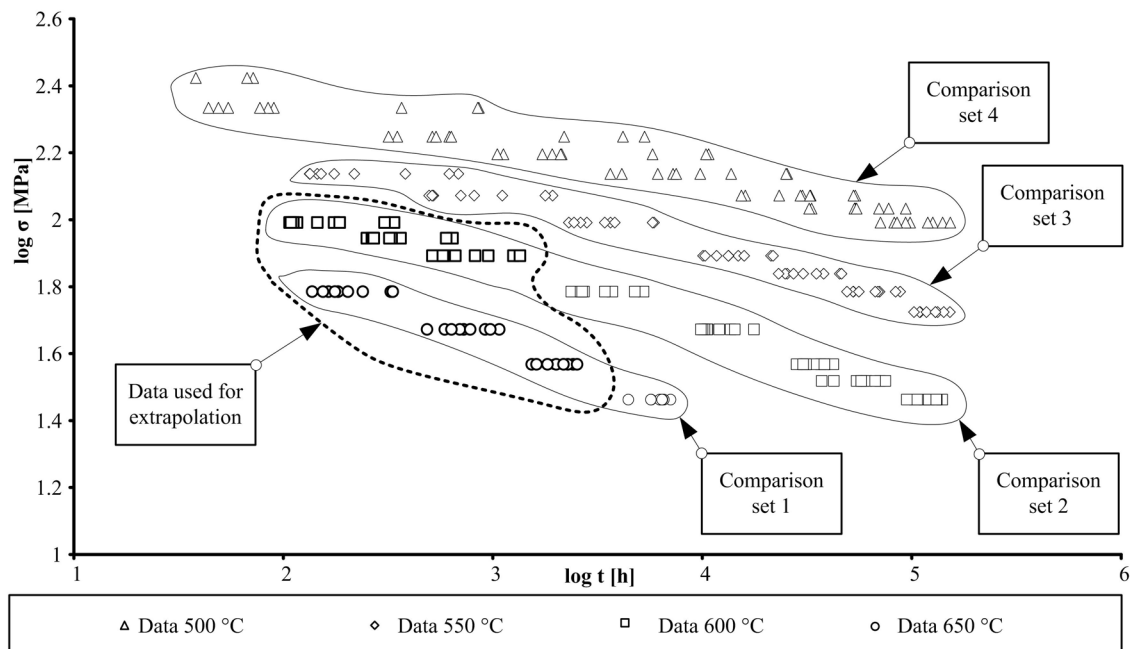 2.6
2.4
2.2
2
1.8
1.6
1.4
1.2
1
log σ [MPa]
1
2
3
4
5
6
log t [h]
Comparison
set 4
Comparison
set 3
Data used for
extrapolation
Comparison
set 1
Comparison
set 2
Data 500 °C
Data 550 °C
Data 600 °C
Data 650 °C